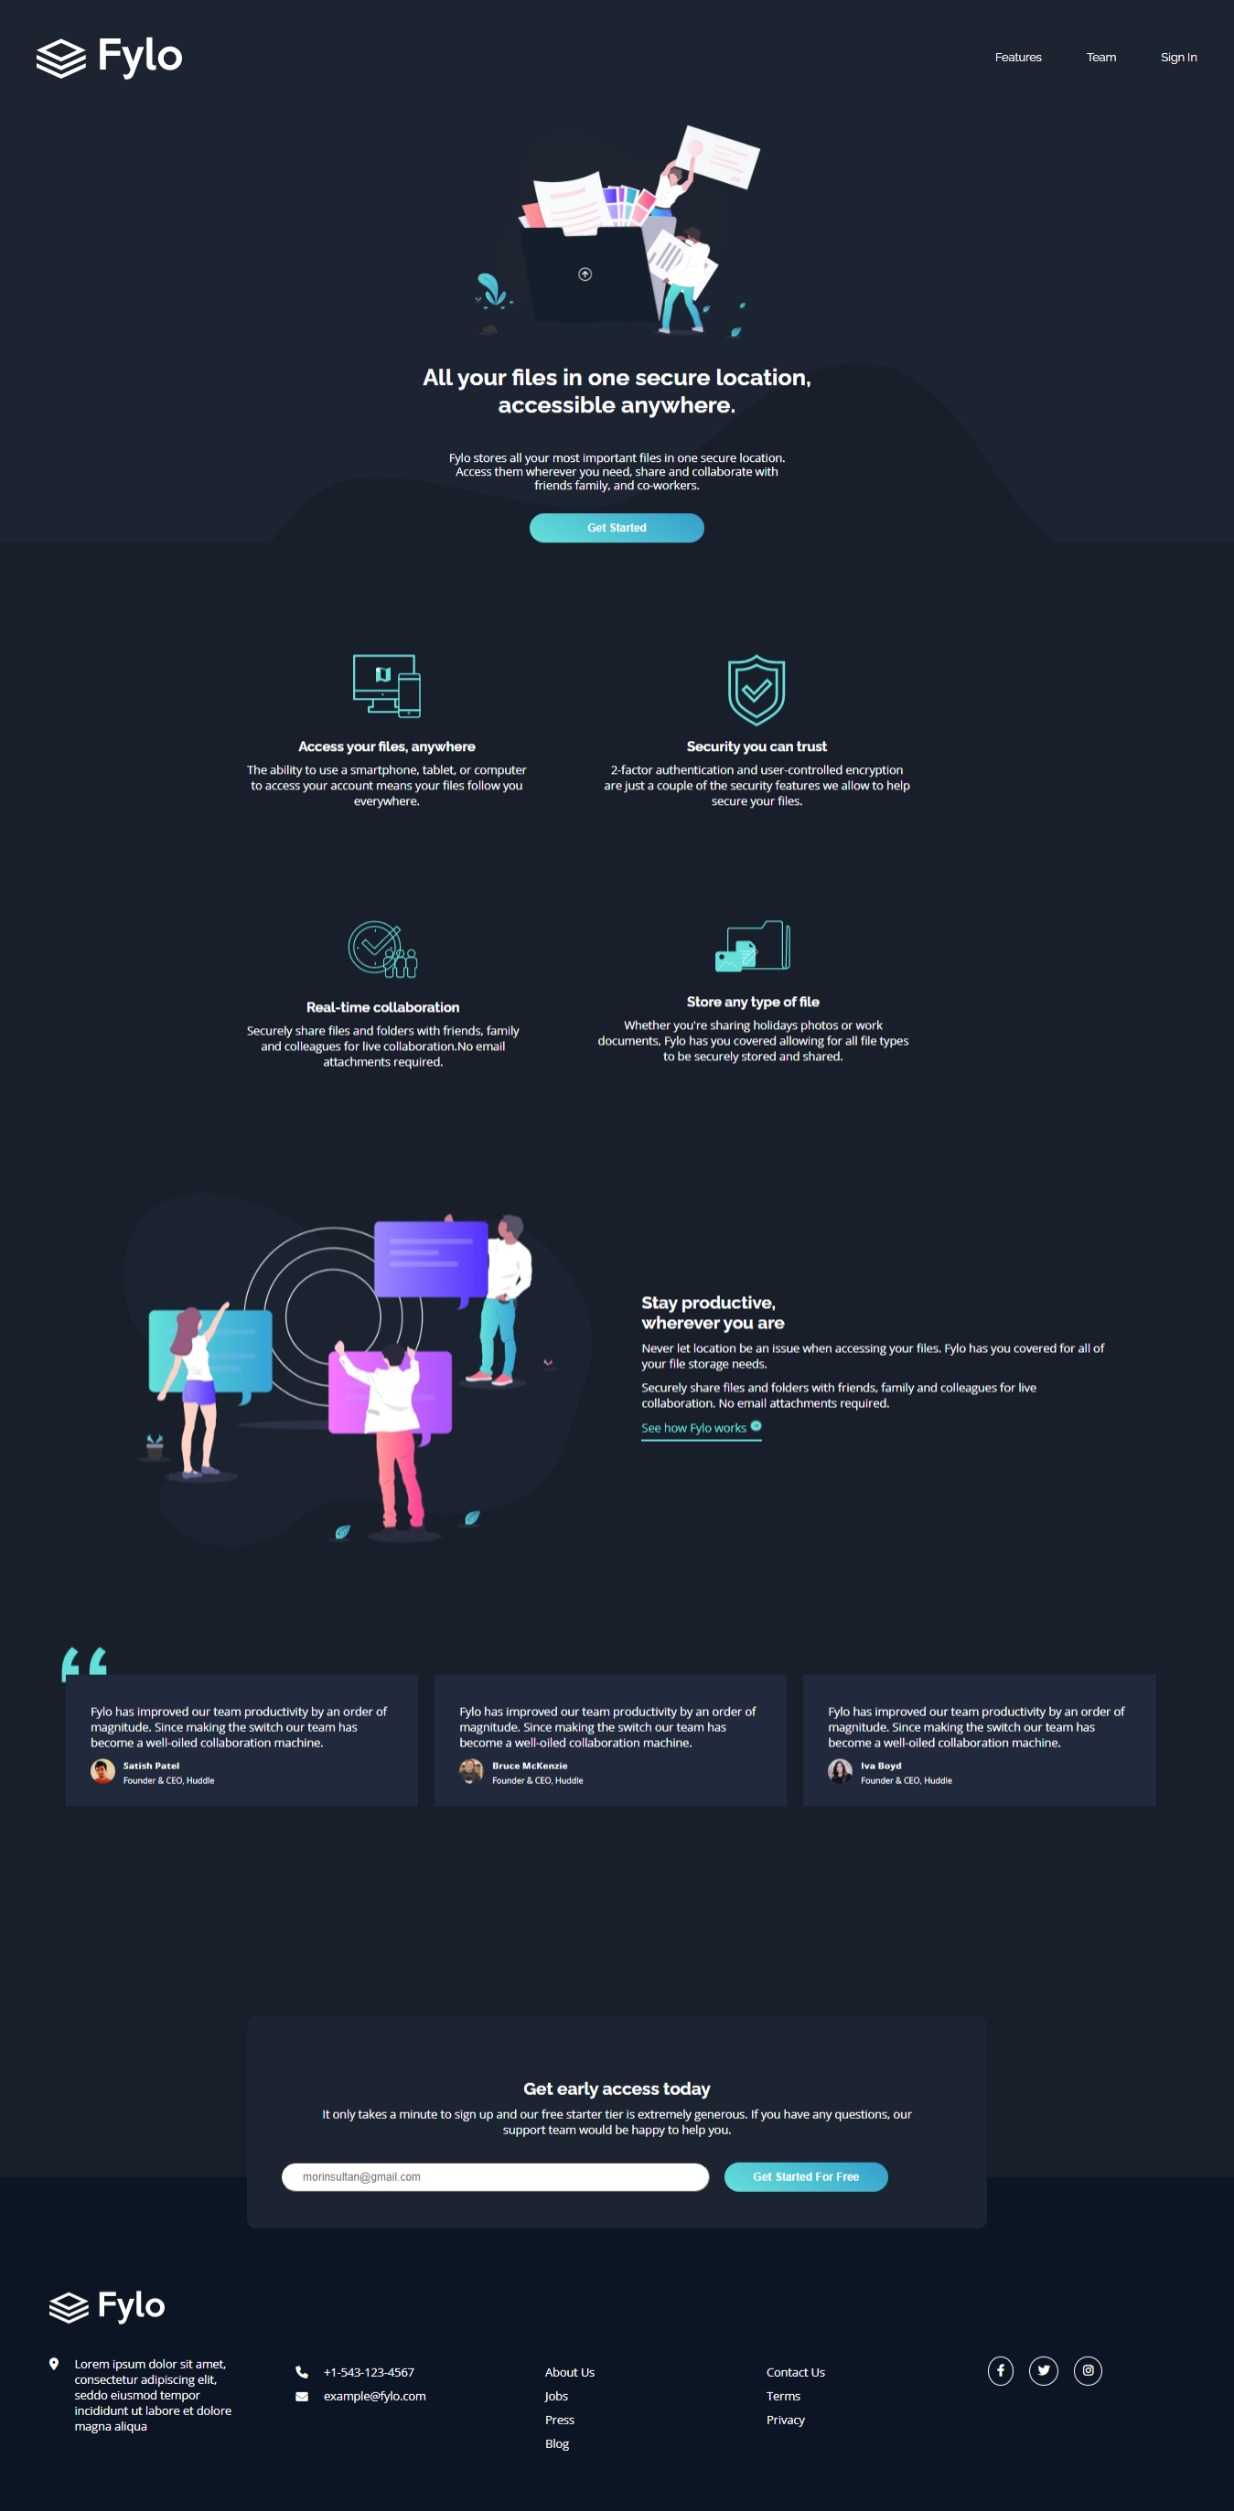 Fylo
Features
Team
Sign In
All your files in one secure location,
accessible anywhere.
Fylo stores all your most important files in one secure location.
Access them wherever you need, share and collaborate with
friends family, and co-workers.
Get Started
Access your files, anywhere
The ability to use a smartphone, tablet, or computer
to access your account means your files follow you
everywhere.
Security you can trust
2-factor authentication and user-controlled encryption
are just a couple of the security features we allow to help
secure your files.
Real-time collaboration
Securely share files and folders with friends, family
and colleagues for live collaboration.No email
attachments required.
Store any type of file
Whether you're sharing holidays photos or work
documents, Fylo has you covered allowing for all file types
to be securely stored and shared.
Stay productive,
wherever you are
Never let location be an issue when accessing your files. Fylo has you covered for all of
your file storage needs.
Securely share files and folders with friends, family and colleagues for live
collaboration. No email attachments required.
See how Fylo works
Fylo has improved our team productivity by an order of
magnitude. Since making the switch our team has
become a well-oiled collaboration machine.
Satish Patel
Founder & CEO, Huddle
Fylo has improved our team productivity by an order of
magnitude. Since making the switch our team has
become a well-oiled collaboration machine.
Bruce McKenzie
Founder & CEO, Huddle
Fylo has improved our team productivity by an order of
magnitude. Since making the switch our team has
become a well-oiled collaboration machine.
Iva Boyd
Founder & CEO, Huddle
Get early access today
It only takes a minute to sign up and our free starter tier is extremely generous. If you have any questions, our
support team would be happy to help you.
morinsultan@gmail.com
Get Started For Free
Fylo
Lorem ipsum dolor sit amet,
consectetur adipiscing elit,
seddo eiusmod tempor
incididunt ut labore et dolore
magna aliqua
+1-543-123-4567
example@fylo.com
About Us
Jobs
Press
Blog
Contact Us
Terms
Privacy